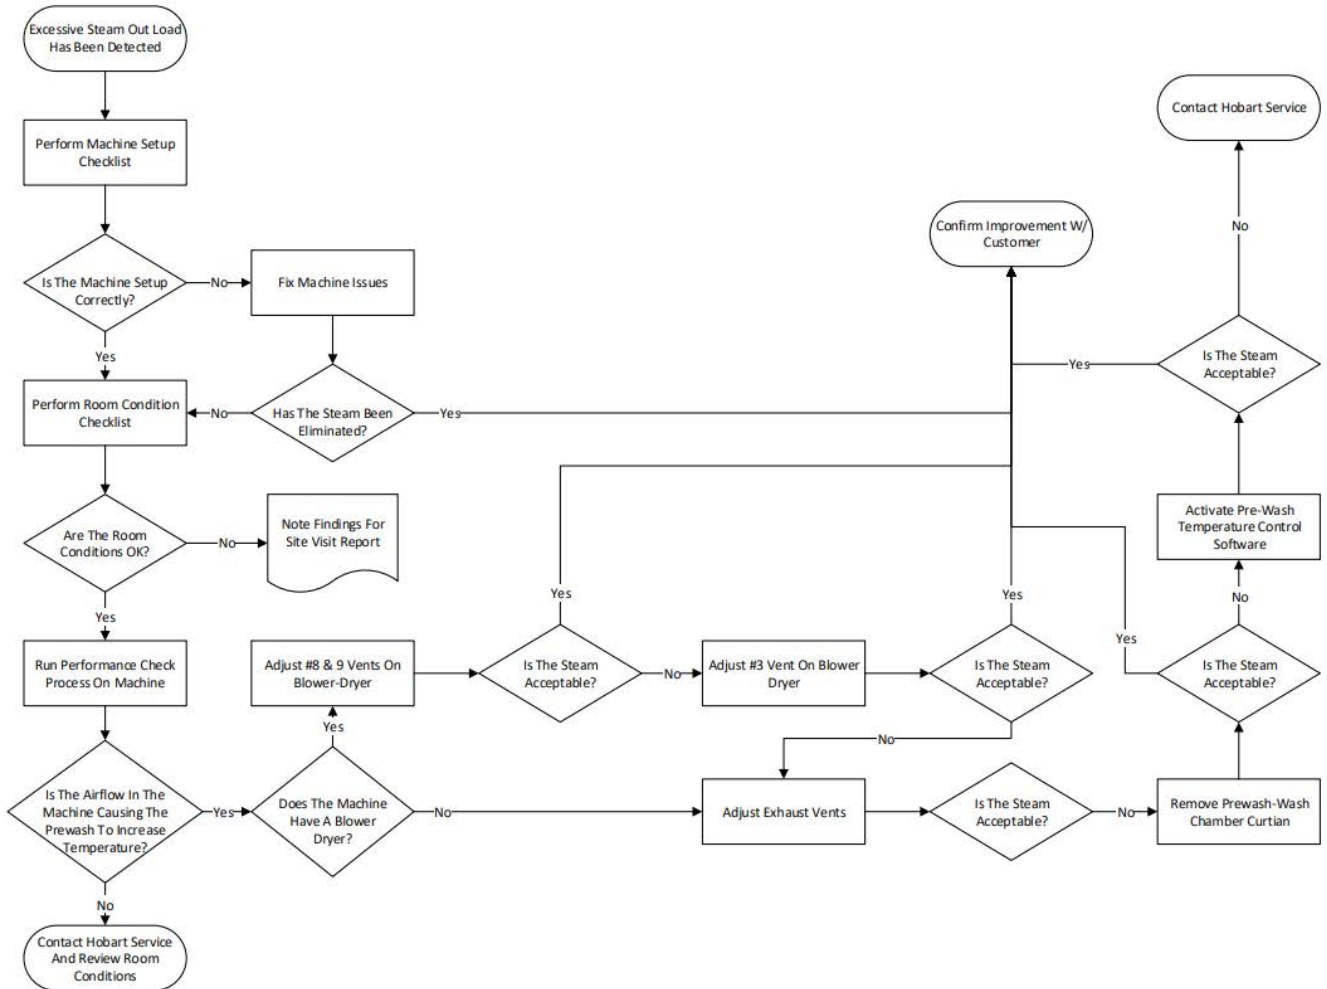 Excessive Steam Out Load
Has Been Detected
Perform Machine Setup
Checklist
Is The Machine Setup
Correctly?
No
Fix Machine Issues
Yes
Perform Room Condition
Checklist
No
Has The Steam Been
Eliminated?
Yes
Are The Room
Conditions OK?
No
Note Findings For
Site Visit Report
Yes
Run Performance Check
Process On Machine
Is The Airflow In The
Machine Causing The
Prewash To Increase
Temperature?
Yes
No
Contact Hobart Service
And Review Room
Conditions
Does The Machine
Have A Blower
Dryer?
Yes
No
Adjust #8 & 9 Vents On
Blower-Dryer
Is The Steam
Acceptable?
Yes
No
Adjust #3 Vent On Blower
Dryer
Is The Steam
Acceptable?
Yes
No
Adjust Exhaust Vents
Is The Steam
Acceptable?
No
Remove Prewash-Wash
Chamber Curtian
Is The Steam
Acceptable?
Yes
No
Activate Pre-Wash
Temperature Control
Software
Is The Steam
Acceptable?
Yes
No
Confirm Improvement W/
Customer
Contact Hobart Service